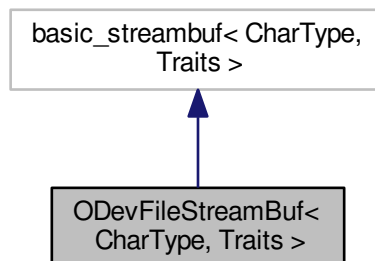 basic_streambuf< CharType,
Traits >
ODevFileStreamBuf<
CharType, Traits >